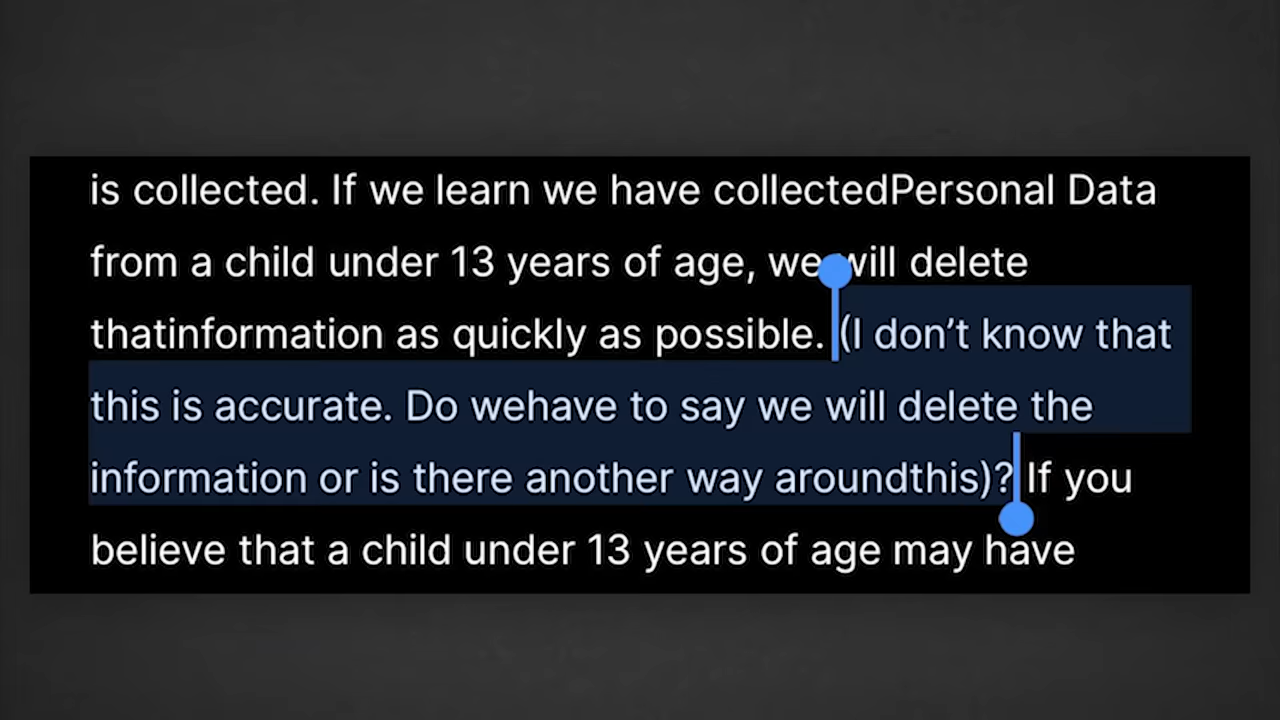 is collected. If we learn we have collectedPersonal Data
from a child under 13 years of age, we will delete
thatinformation as quickly as possible. (I don’t know that
this is accurate. Do wehave to say we will delete the
information or is there another way aroundthis)? If you
believe that a child under 13 years of age may have